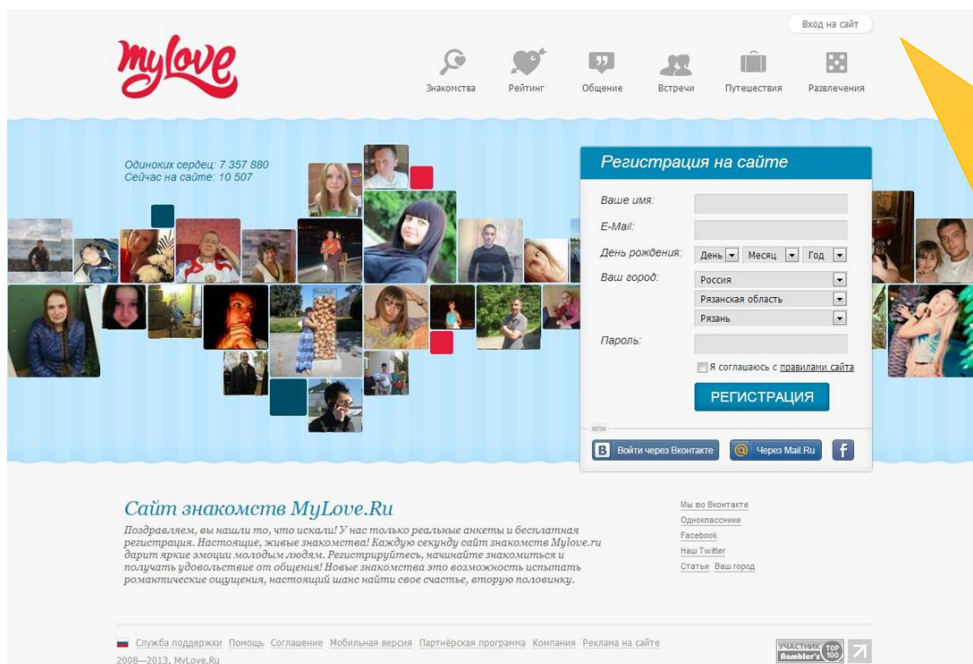 Вход на сайт
mylove
Знакомства Рейтинг Общение Встречи Путешествия Развлечения
Одиноких сердец: 7 357 880
Сейчас на сайте: 10 507
Регистрация на сайте
Ваше имя:
E-Mail:
День рождения: День Месяц Год
Ваш город: Россия
Рязанская область
Рязань
Пароль:
Я соглашаюсь с правилами сайта
РЕГИСТРАЦИЯ
или
В Войти через Вконтакте @ Через Mail.Ru f
Сайт знакомств MyLove.Ru
Поздравляем, вы нашли то, что искали! У нас только реальные анкеты и бесплатная
регистрация. Настоящие, живые знакомства! Каждую секунду сайт знакомств Mylove.ru
дарит яркие эмоции молодым людям. Регистрируйтесь, начинайте знакомиться и
получать удовольствие от общения! Новые знакомства это возможность испытать
романтические ощущения, настоящий шанс найти свое счастье, вторую половинку.
Мы во Вконтакте
Одноклассники
Facebook
Наш Twitter
Статьи Ваш город
Служба поддержки Помощь Соглашение Мобильная версия Партнёрская программа Компания Реклама на сайте
2008—2013, MyLove.Ru
УЧАСТНИК
Rambler's
TOP
100